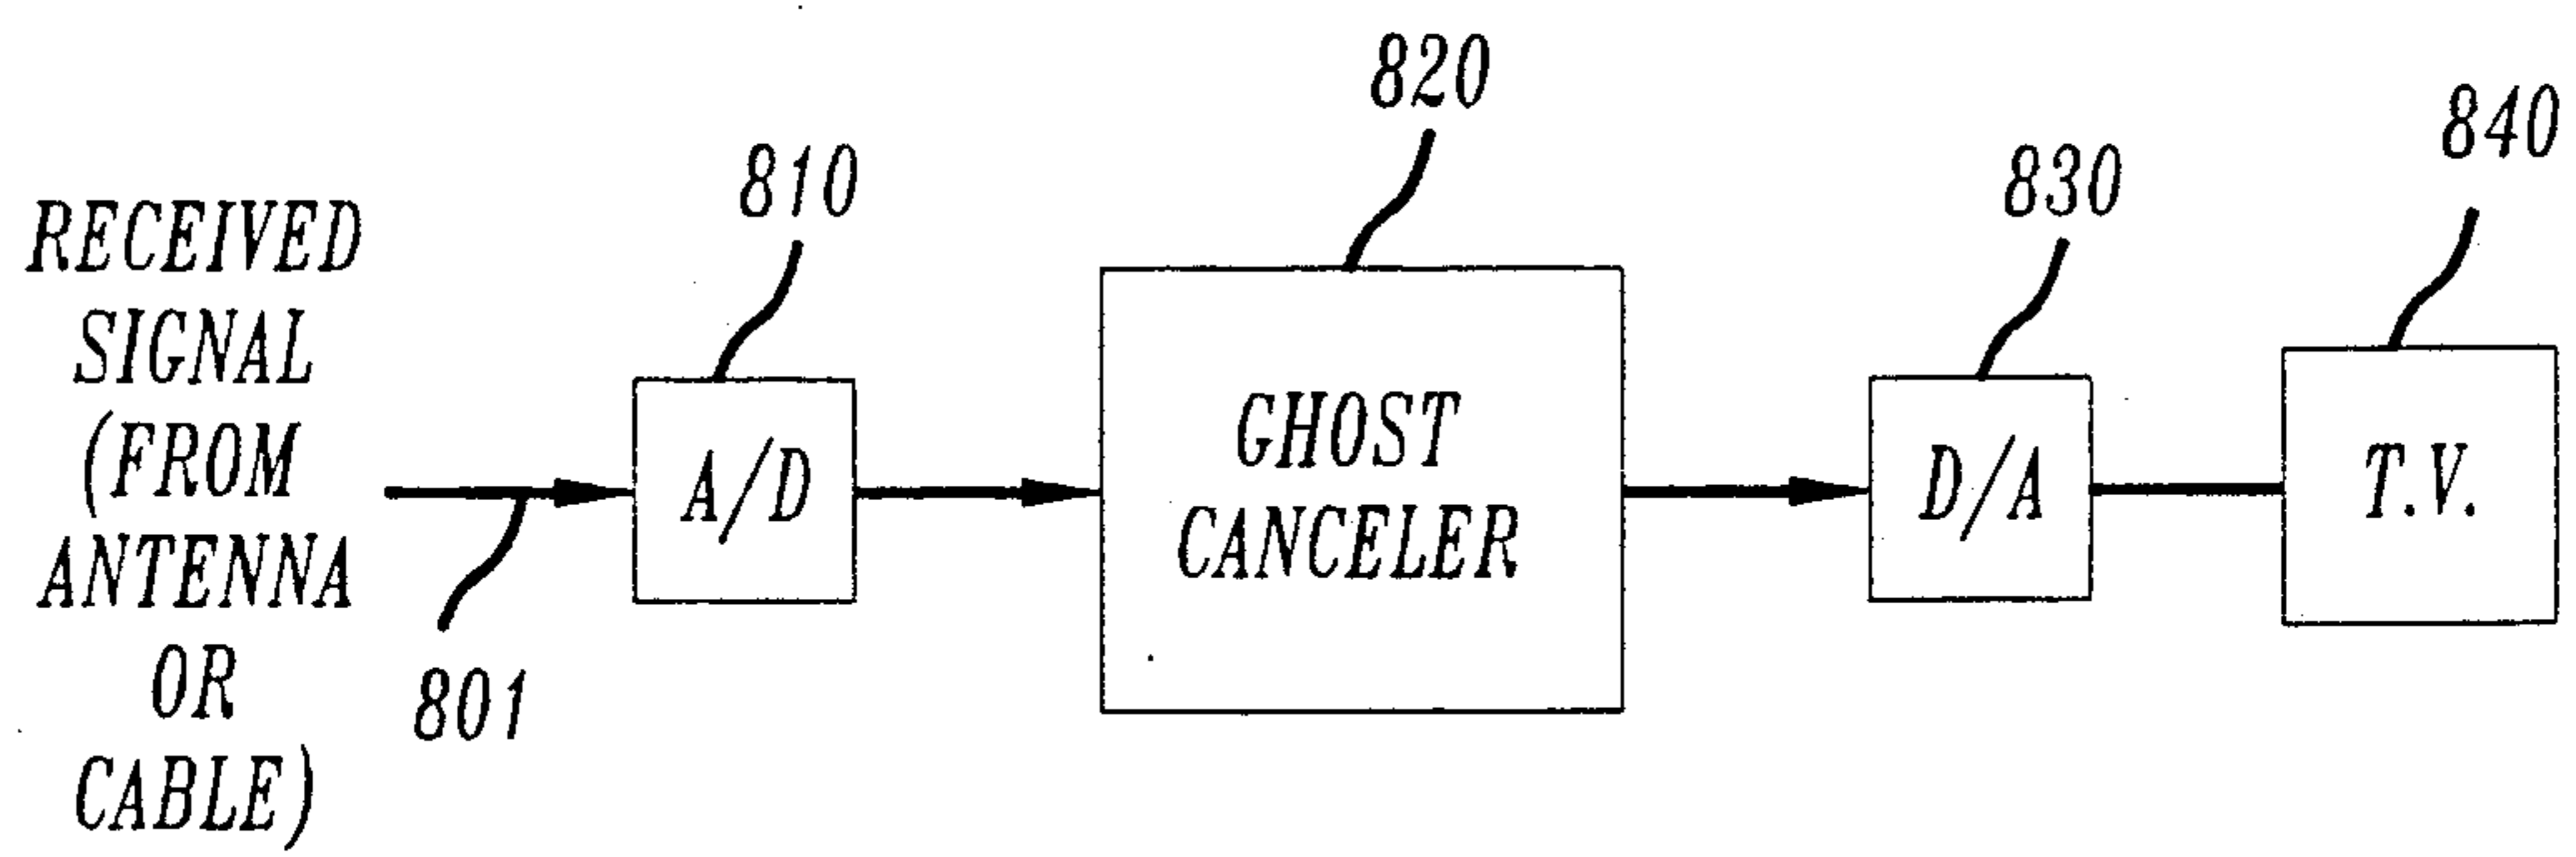 820
840
810
830
RECEIVED
SIGNAL
(FROM
ANTENNA
OR
CABLE)
801
A/D
GHOST
CANCELER
D/A
T.V.